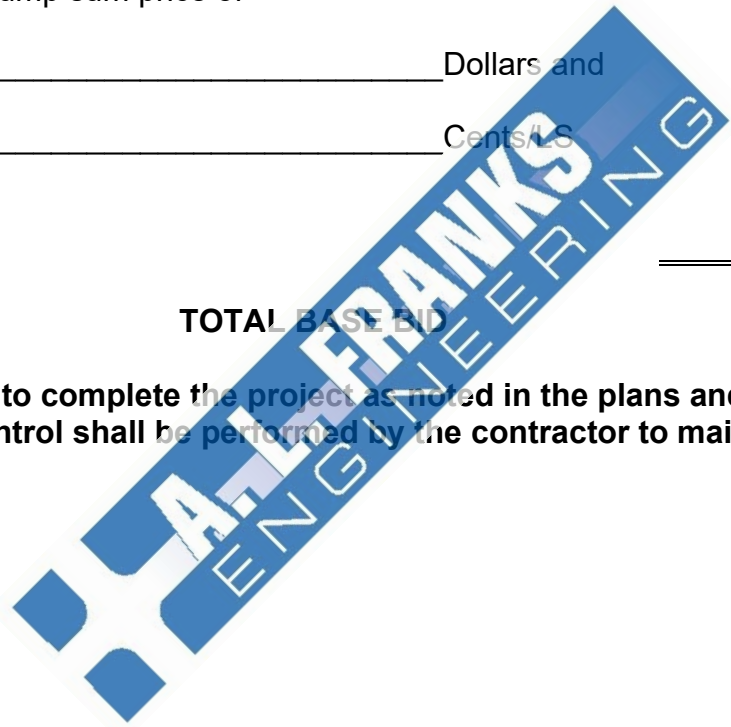 ump sum price of
Dollars and
Cents/LS
TOTAL BASE BID
to complete the project as noted in the plans and
ntrol shall be performed by the contractor to mai
A. L. FRANKS
ENGINEERING